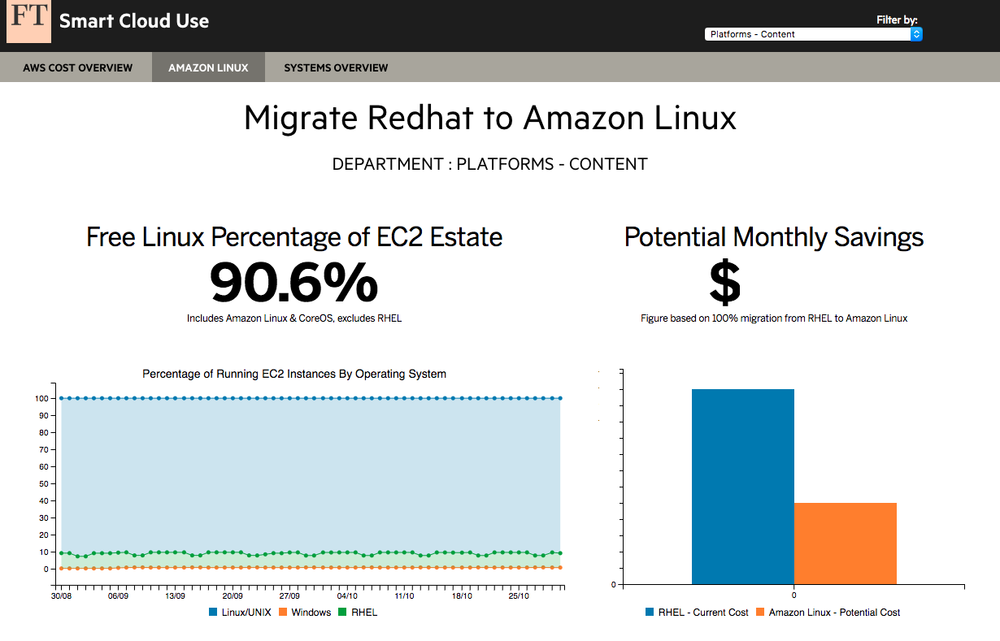 FT Smart Cloud Use
Filter by:
Platforms - Content
AWS COST OVERVIEW AMAZON LINUX SYSTEMS OVERVIEW
Migrate Redhat to Amazon Linux
DEPARTMENT : PLATFORMS - CONTENT
Free Linux Percentage of EC2 Estate
90.6%
Includes Amazon Linux & CoreOS, excludes RHEL
Potential Monthly Savings
$
Figure based on 100% migration from RHEL to Amazon Linux
Percentage of Running EC2 Instances By Operating System
100
90
80
70
60
50
40
30
20
10
0
30/08 06/09 13/09 20/09 27/09 04/10 11/10 18/10 25/10
Linux/UNIX Windows RHEL
0
0
RHEL - Current Cost Amazon Linux - Potential Cost